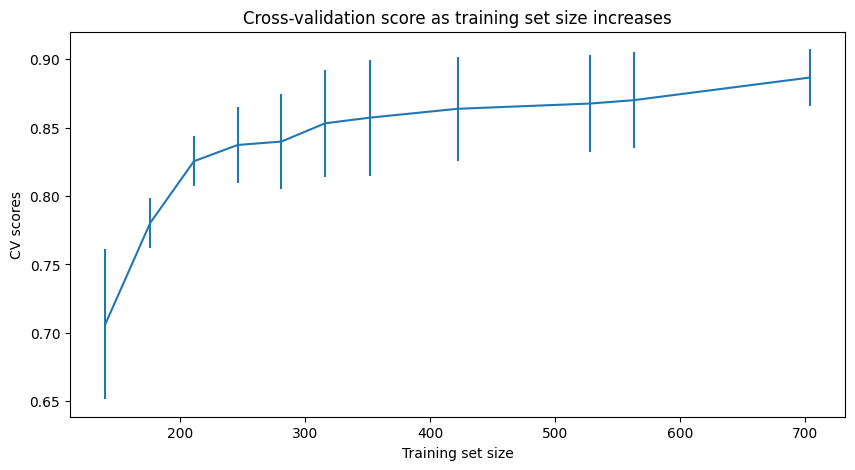 Cross-validation score as training set size increases
0.90
0.85
0.80
0.75
0.70
0.65
CV scores
200 300 400 500 600 700
Training set size